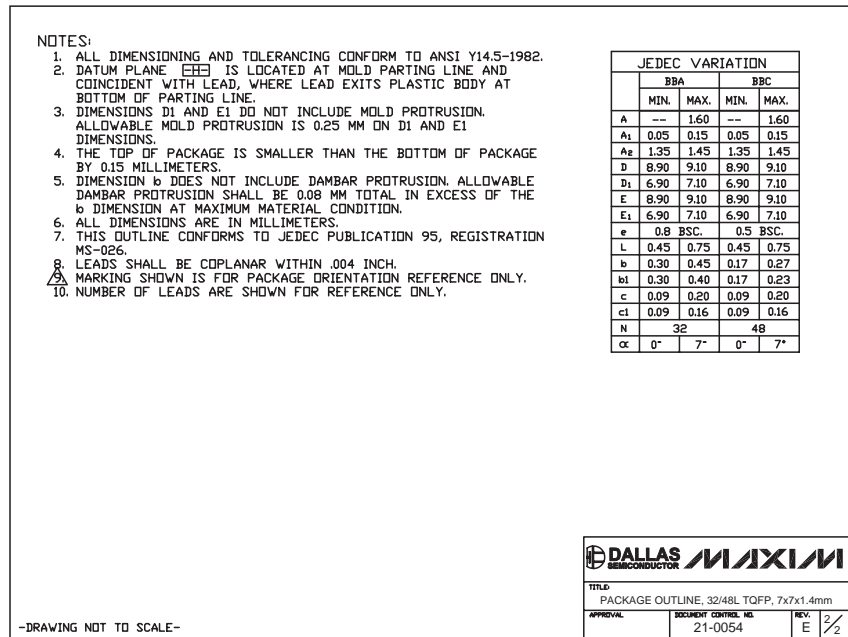 NOTES:
1. ALL DIMENSIONING AND TOLERANCING CONFORM TO ANSI Y14.5-1982.
2. DATUM PLANE -H- IS LOCATED AT MOLD PARTING LINE AND
COINCIDENT WITH LEAD, WHERE LEAD EXITS PLASTIC BODY AT
BOTTOM OF PARTING LINE.
3. DIMENSIONS D1 AND E1 DO NOT INCLUDE MOLD PROTRUSION.
ALLOWABLE MOLD PROTRUSION IS 0.25 MM ON D1 AND E1
DIMENSIONS.
4. THE TOP OF PACKAGE IS SMALLER THAN THE BOTTOM OF PACKAGE
BY 0.15 MILLIMETERS.
5. DIMENSION b DOES NOT INCLUDE DAMBAR PROTRUSION. ALLOWABLE
DAMBAR PROTRUSION SHALL BE 0.08 MM TOTAL IN EXCESS OF THE
b DIMENSION AT MAXIMUM MATERIAL CONDITION.
6. ALL DIMENSIONS ARE IN MILLIMETERS.
7. THIS OUTLINE CONFORMS TO JEDEC PUBLICATION 95, REGISTRATION
MS-026.
8. LEADS SHALL BE COPLANAR WITHIN .004 INCH.
9. MARKING SHOWN IS FOR PACKAGE ORIENTATION REFERENCE ONLY.
10. NUMBER OF LEADS ARE SHOWN FOR REFERENCE ONLY.
JEDEC VARIATION
BBA BBC
MIN. MAX. MIN. MAX.
A -- 1.60 -- 1.60
A1 0.05 0.15 0.05 0.15
A2 1.35 1.45 1.35 1.45
D 8.90 9.10 8.90 9.10
D1 6.90 7.10 6.90 7.10
E 8.90 9.10 8.90 9.10
E1 6.90 7.10 6.90 7.10
e 0.8 BSC. 0.5 BSC.
L 0.45 0.75 0.45 0.75
b 0.30 0.45 0.17 0.27
b1 0.30 0.40 0.17 0.23
c 0.09 0.20 0.09 0.20
c1 0.09 0.16 0.09 0.16
N 32 48
α 0° 7° 0° 7°
DALLAS SEMICONDUCTOR MAXIM
TITLE:
PACKAGE OUTLINE, 32/48L TQFP, 7x7x1.4mm
APPROVAL DOCUMENT CONTROL NO. REV.
21-0054 E 2/2
-DRAWING NOT TO SCALE-